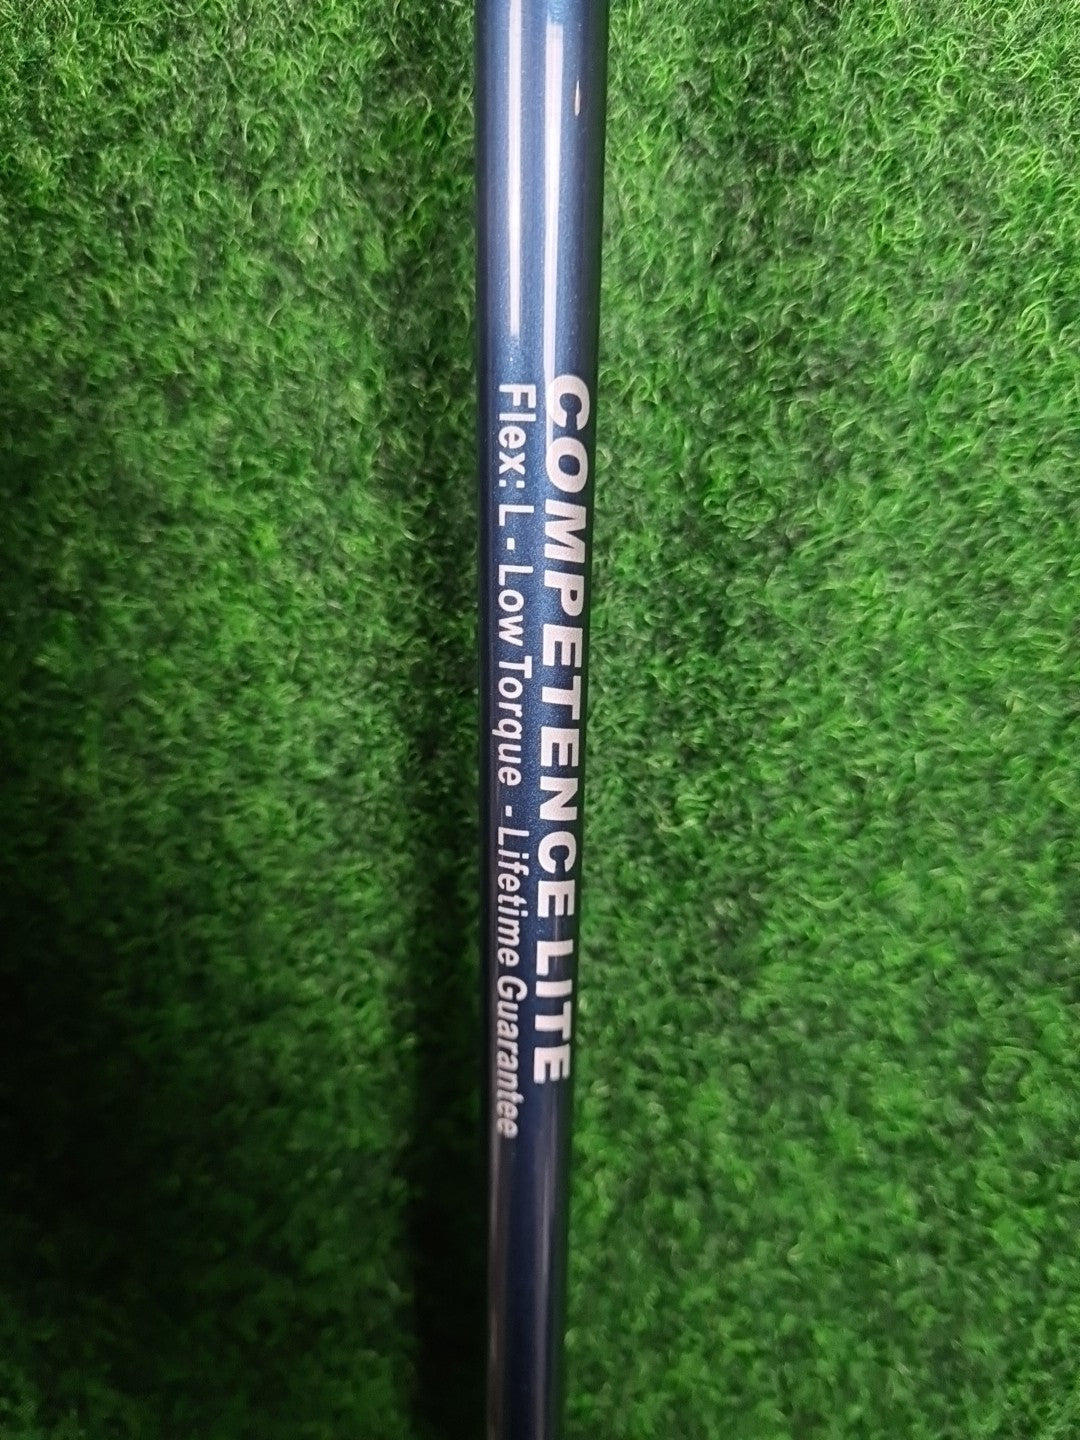 COMPETENCE LITE
Flex: L - Low Torque - Lifetime Guarantee